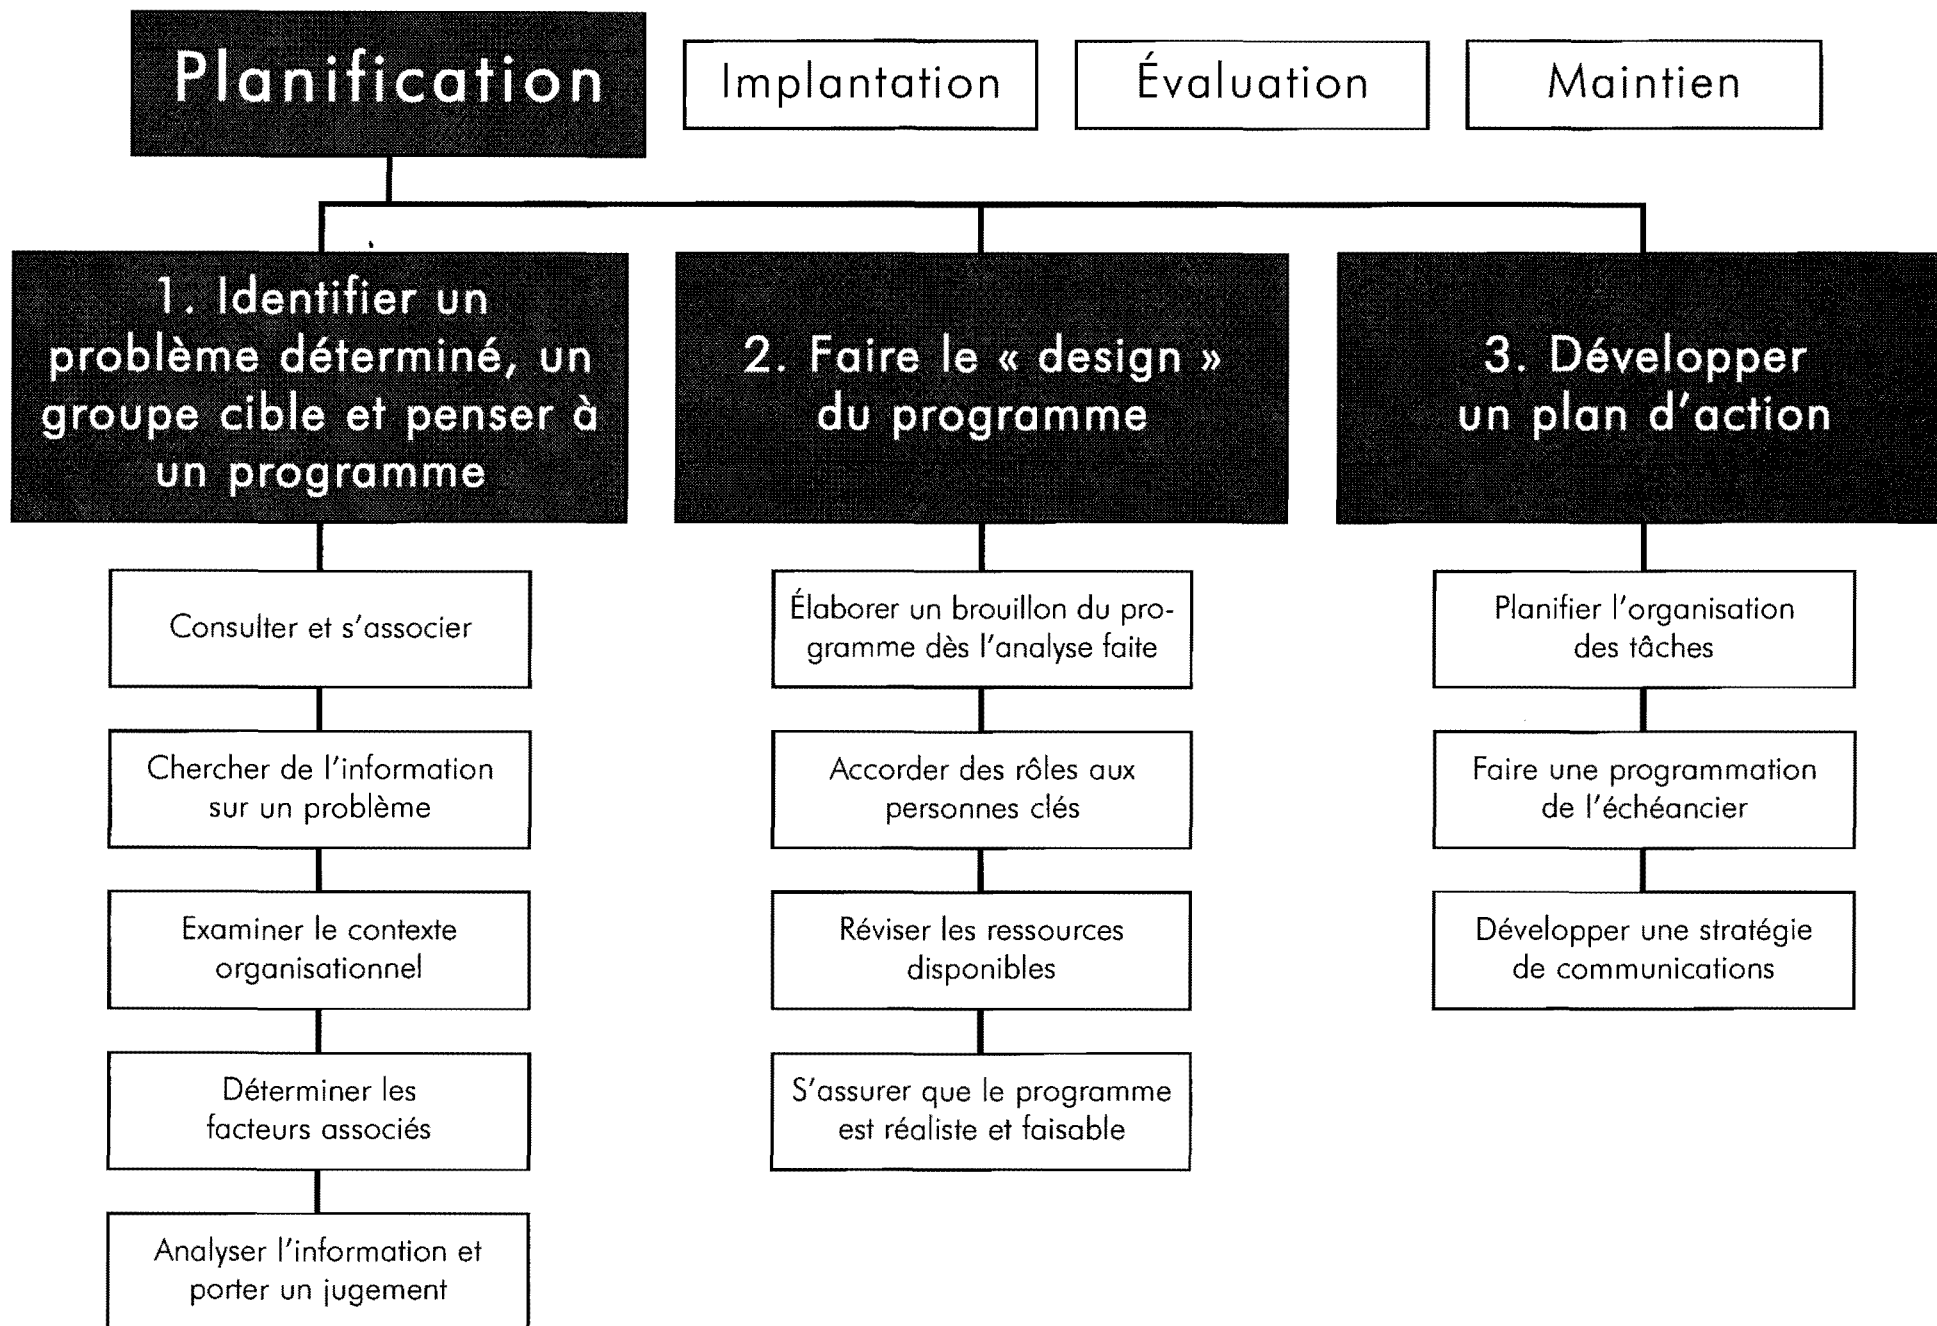 Planification
Implantation
Évaluation
Maintien
1. Identifier un
problème déterminé, un
groupe cible et penser à
un programme
Consulter et s'associer
Chercher de l'information
sur un problème
Examiner le contexte
organisationnel
Déterminer les
facteurs associés
Analyser l'information et
porter un jugement
2. Faire le « design »
du programme
Élaborer un brouillon du pro-
gramme dès l'analyse faite
Accorder des rôles aux
personnes clés
Réviser les ressources
disponibles
S'assurer que le programme
est réaliste et faisable
3. Développer
un plan d'action
Planifier l'organisation
des tâches
Faire une programmation
de l'échéancier
Développer une stratégie
de communications